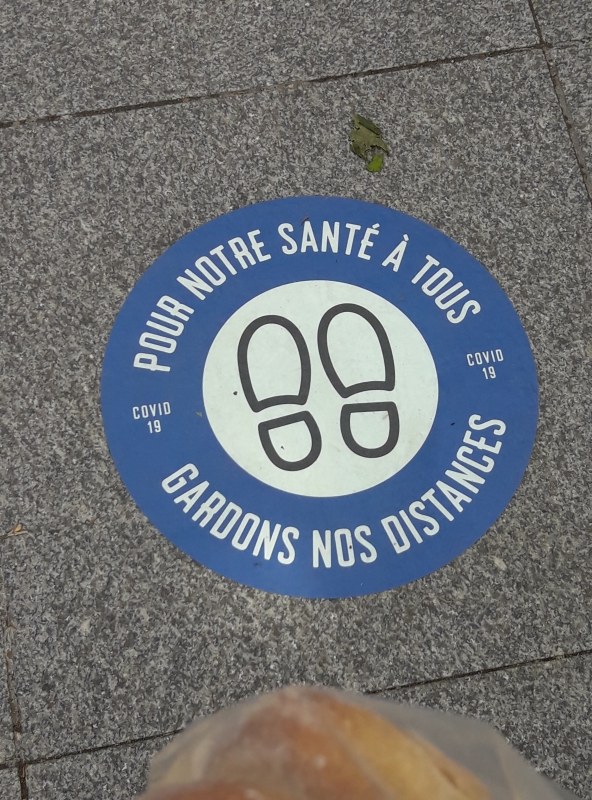 POUR NOTRE SANTÉ À TOUS
COVID
19
COVID
19
GARDONS NOS DISTANCES